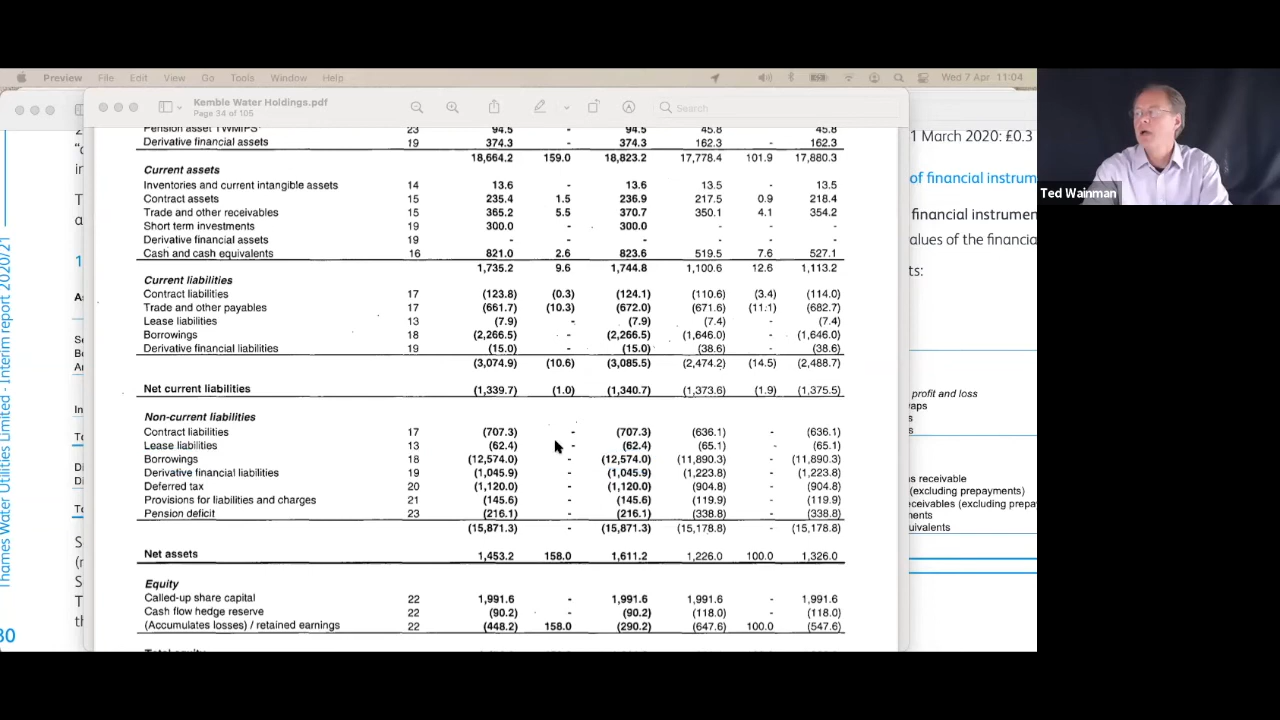 Preview File Edit View Go Tools Window Help Wed 7 Apr 11:04
Kemble Water Holdings.pdf
Page 34 of 105
Search
Pension asset TWMIPS 23 94.5 - 94.5 45.8 - 45.8
Derivative financial assets 19 374.3 - 374.3 162.3 - 162.3
18,664.2 159.0 18,823.2 17,778.4 101.9 17,880.3
Current assets
Inventories and current intangible assets 14 13.6 - 13.6 13.5 - 13.5
Contract assets 15 235.4 1.5 236.9 217.5 0.9 218.4
Trade and other receivables 15 365.2 5.5 370.7 350.1 4.1 354.2
Short term investments 19 300.0 - 300.0 - - -
Derivative financial assets 19 - - - - - -
Cash and cash equivalents 16 821.0 2.6 823.6 519.5 7.6 527.1
1,735.2 9.6 1,744.8 1,100.6 12.6 1,113.2
Current liabilities
Contract liabilities 17 (123.8) (0.3) (124.1) (110.6) (3.4) (114.0)
Trade and other payables 17 (661.7) (10.3) (672.0) (671.6) (11.1) (682.7)
Lease liabilities 13 (7.9) - (7.9) (7.4) - (7.4)
Borrowings 18 (2,266.5) - (2,266.5) (1,646.0) - (1,646.0)
Derivative financial liabilities 19 (15.0) - (15.0) (38.6) - (38.6)
(3,074.9) (10.6) (3,085.5) (2,474.2) (14.5) (2,488.7)
Net current liabilities (1,339.7) (1.0) (1,340.7) (1,373.6) (1.9) (1,375.5)
Non-current liabilities
Contract liabilities 17 (707.3) - (707.3) (636.1) - (636.1)
Lease liabilities 13 (62.4) - (62.4) (65.1) - (65.1)
Borrowings 18 (12,574.0) - (12,574.0) (11,890.3) - (11,890.3)
Derivative financial liabilities 19 (1,045.9) - (1,045.9) (1,223.8) - (1,223.8)
Deferred tax 20 (1,120.0) - (1,120.0) (904.8) - (904.8)
Provisions for liabilities and charges 21 (145.6) - (145.6) (119.9) - (119.9)
Pension deficit 23 (216.1) - (216.1) (338.8) - (338.8)
(15,871.3) - (15,871.3) (15,178.8) - (15,178.8)
Net assets 1,453.2 158.0 1,611.2 1,226.0 100.0 1,326.0
Equity
Called-up share capital 22 1,991.6 - 1,991.6 1,991.6 - 1,991.6
Cash flow hedge reserve 22 (90.2) - (90.2) (118.0) - (118.0)
(Accumulates losses) / retained earnings 22 (448.2) 158.0 (290.2) (647.6) 100.0 (547.6)
Thames Water Utilities Limited - Interim report 2020/21
1 March 2020: £0.3
of financial instrum
financial instrumen
alues of the financia
ts:
profit and loss
aps
s
s
ns receivable
(excluding prepayments)
eceivables (excluding prepa
ments
uivalents
Ted Wainman